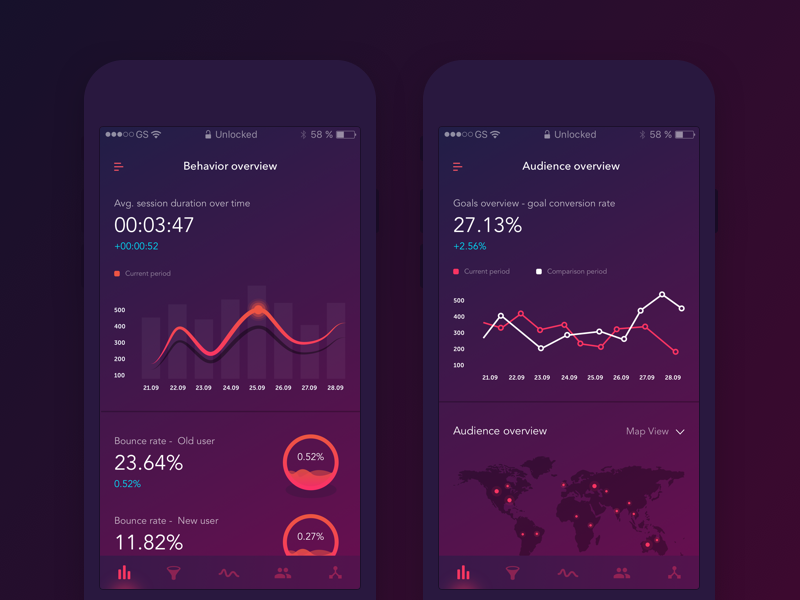 GS Unlocked 58 %
Behavior overview
Avg. session duration over time
00:03:47
+00:00:52
Current period
500
400
300
200
100
21.09 22.09 23.09 24.09 25.09 26.09 27.09 28.09
Bounce rate - Old user
23.64%
0.52%
0.52%
Bounce rate - New user
11.82%
0.27%
GS Unlocked 58 %
Audience overview
Goals overview - goal conversion rate
27.13%
+2.56%
Current period Comparison period
500
400
300
200
100
21.09 22.09 23.09 24.09 25.09 26.09 27.09 28.09
Audience overview Map View